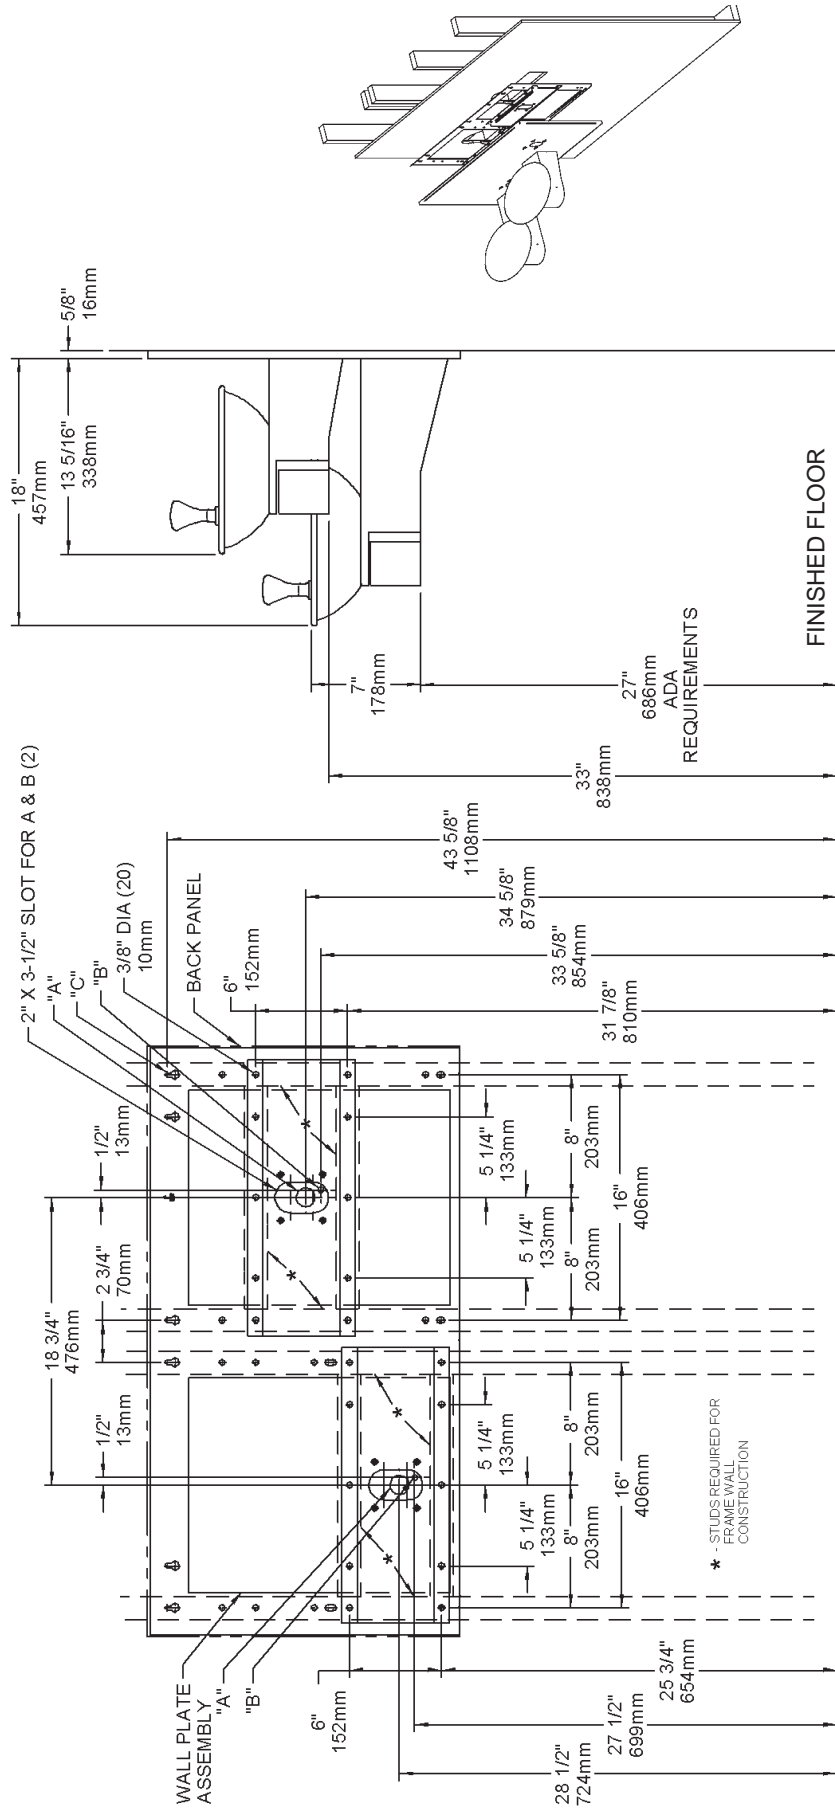 WALL PLATE
ASSEMBLY
"A"
"B"
6"
152mm
28 1/2"
724mm
27 1/2"
699mm
25 3/4"
654mm
1/2"
13mm
18 3/4"
476mm
2 3/4"
70mm
1/2"
13mm
5 1/4"
133mm
5 1/4"
133mm
8"
203mm
8"
203mm
16"
406mm
* - STUDS REQUIRED FOR
FRAME WALL
CONSTRUCTION
*
*
*
*
5 1/4"
133mm
5 1/4"
133mm
8"
203mm
8"
203mm
16"
406mm
2" X 3-1/2" SLOT FOR A & B (2)
"A"
"C"
"B"
3/8" DIA (20)
10mm
BACK PANEL
6"
152mm
31 7/8"
810mm
33 5/8"
854mm
34 5/8"
879mm
43 5/8"
1108mm
33"
838mm
27"
686mm
ADA
REQUIREMENTS
7"
178mm
18"
457mm
13 5/16"
338mm
5/8"
16mm
FINISHED FLOOR